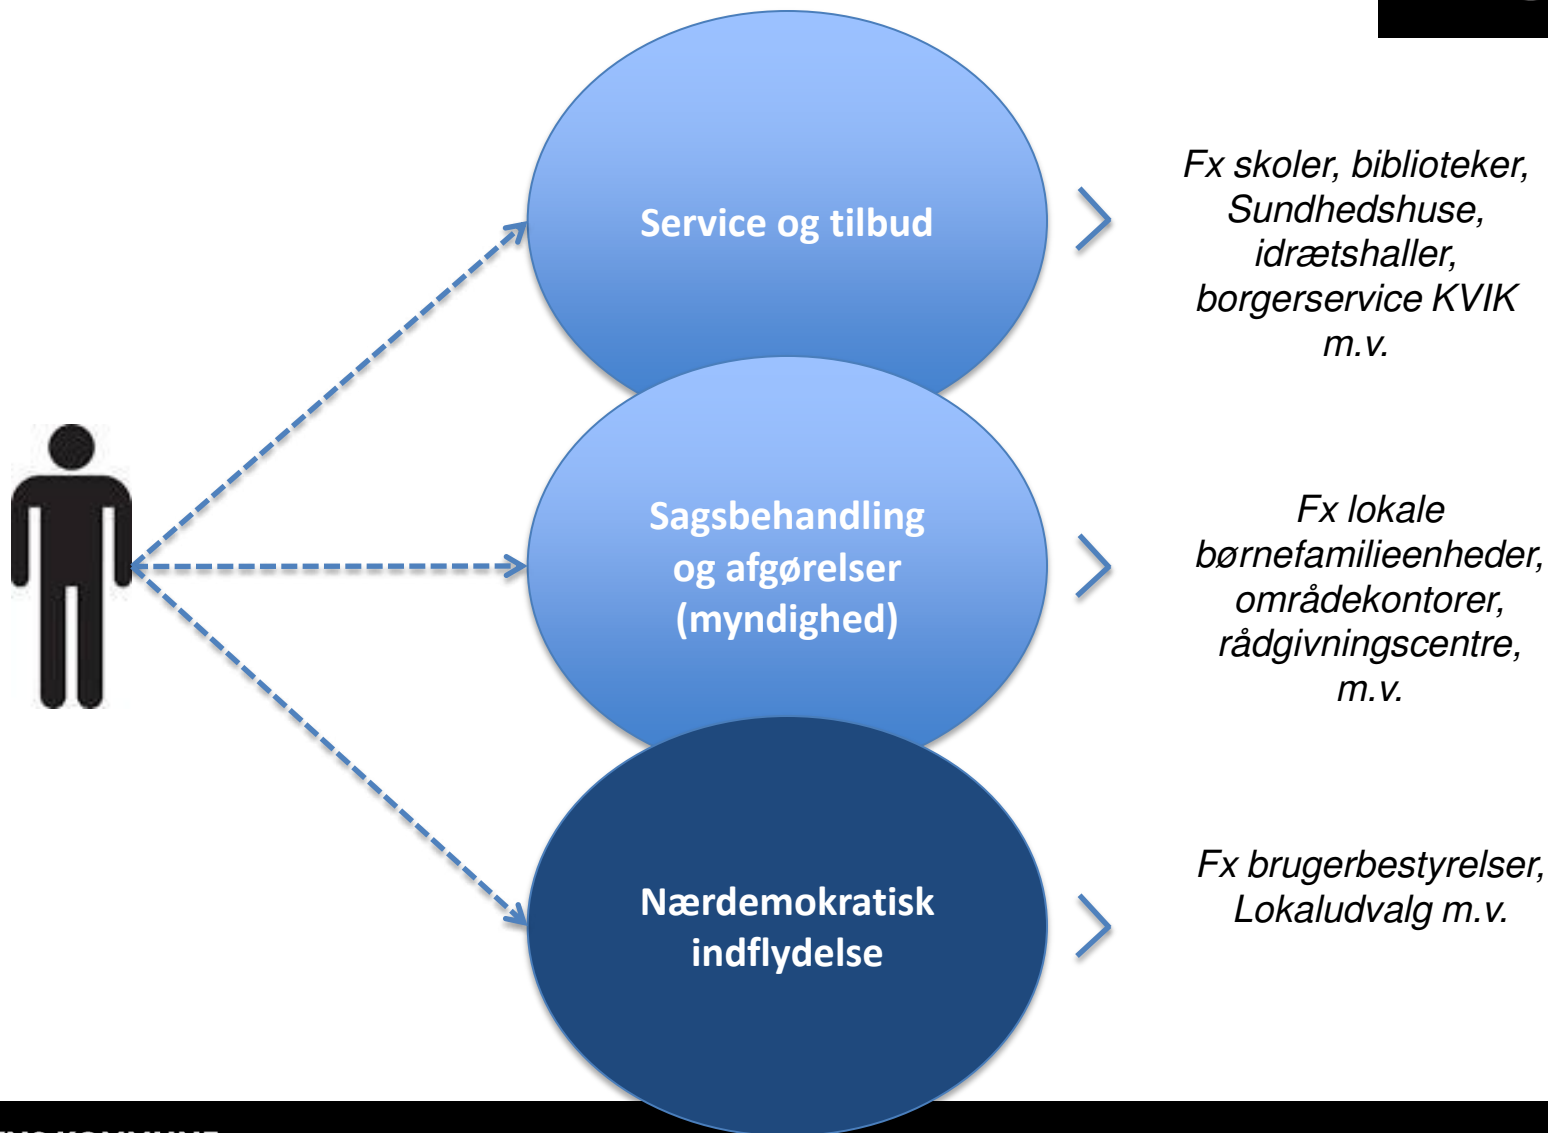 Service og tilbud
Fx skoler, biblioteker,
Sundhedshuse,
idrætshaller,
borgerservice KVIK
m.v.
Sagsbehandling
og afgørelser
(myndighed)
Fx lokale
børnefamilieenheder,
områdekontorer,
rådgivningscentre,
m.v.
Nærdemokratisk
indflydelse
Fx brugerbestyrelser,
Lokaludvalg m.v.